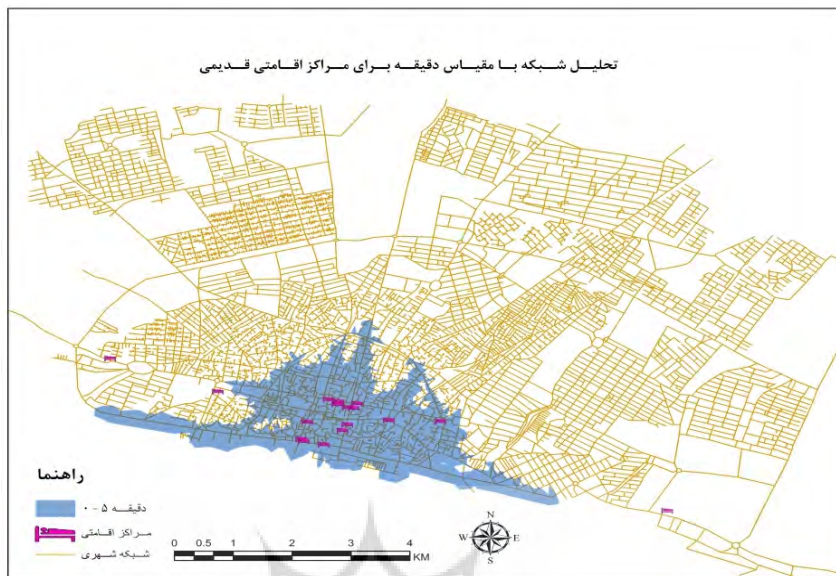 تحلیل شبکه با مقیاس دقیقه برای مراکز اقامتی قدیمی
راهنما
دقیقه ۵ - ۰
مراکز اقامتی
شبکه شهری
0 0.5 1 2 3 4
KM
N
W E
S